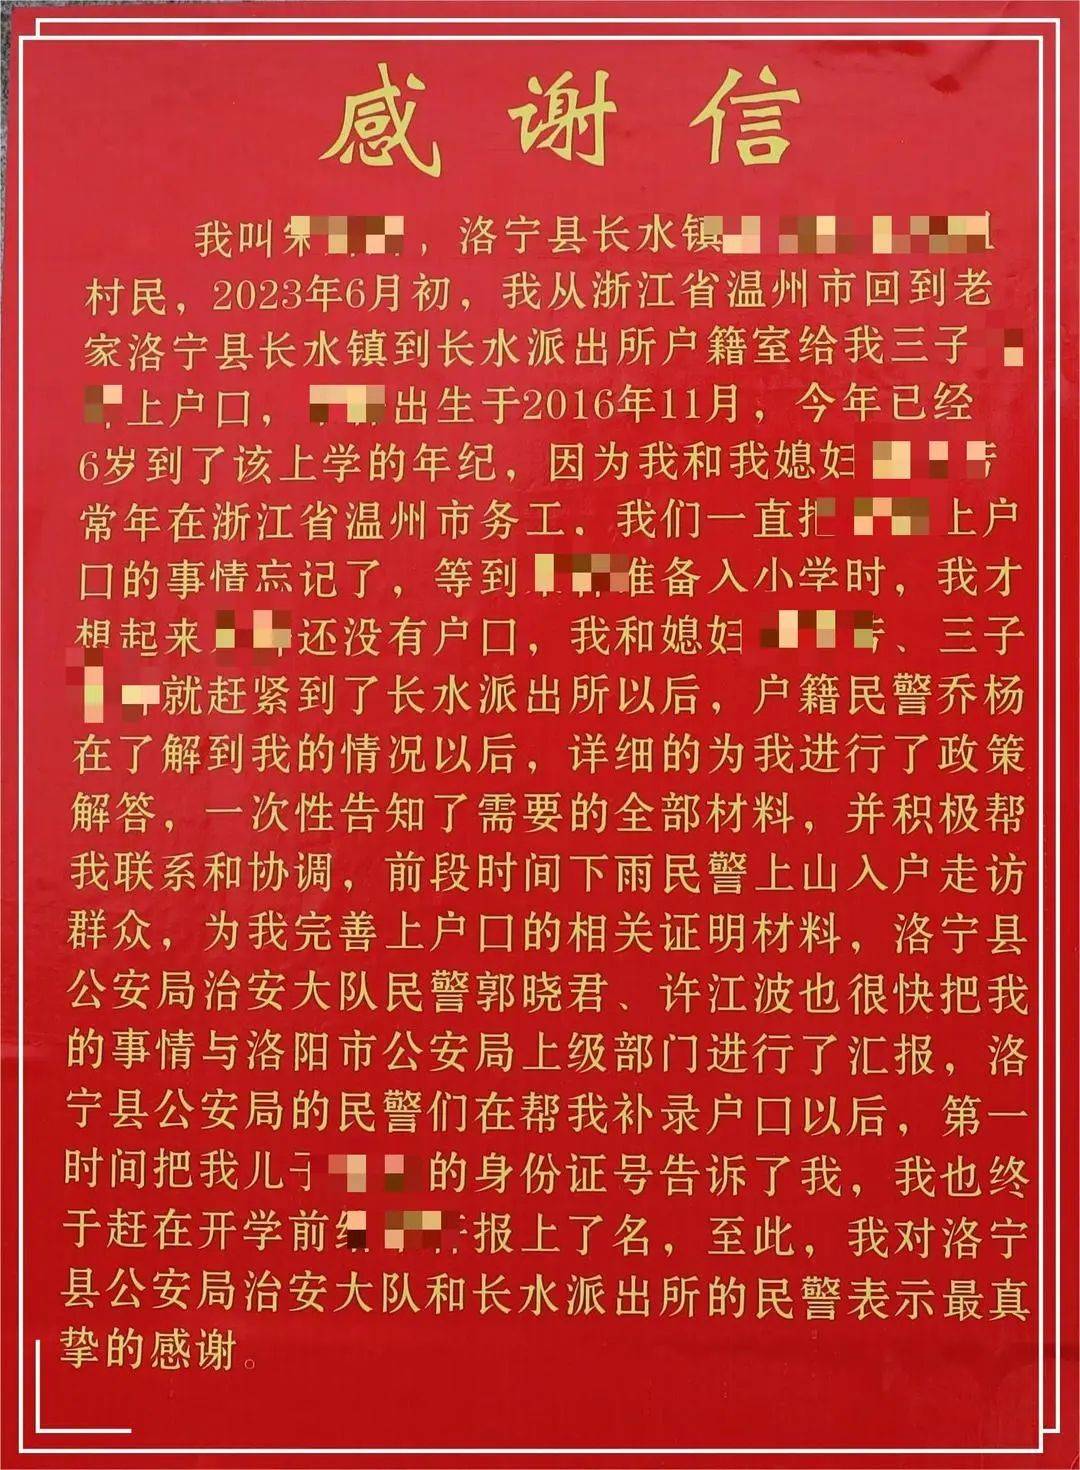 感谢信
我叫，洛宁县长水镇
村民，2023年6月初，我从浙江省温州市回到老
家洛宁县长水镇到长水派出所户籍室给我三子
上户口，出生于2016年11月，今年已经
6岁到了该上学的年纪，因为我和我媳妇
常年在浙江省温州市务工．我们一直把上户
口的事情忘记了，等到准备入小学时，我才
想起来还没有户口，我和媳妇、三子
就赶紧到了长水派出所以后，户籍民警乔杨
在了解到我的情况以后，详细的为我进行了政策
解答，一次性告知了需要的全部材料，并积极帮
我联系和协调，前段时间下雨民警上山入户走访
群众，为我完善上户口的相关证明材料，洛宁县
公安局治安大队民警郭晓君、许江波也很快把我
的事情与洛阳市公安局上级部门进行了汇报，洛
宁县公安局的民警们在帮我补录户口以后，第一
时间把我儿子的身份证号告诉了我，我也终
于赶在开学前给报上了名，至此，我对洛宁
县公安局治安大队和长水派出所的民警表示最真
挚的感谢。